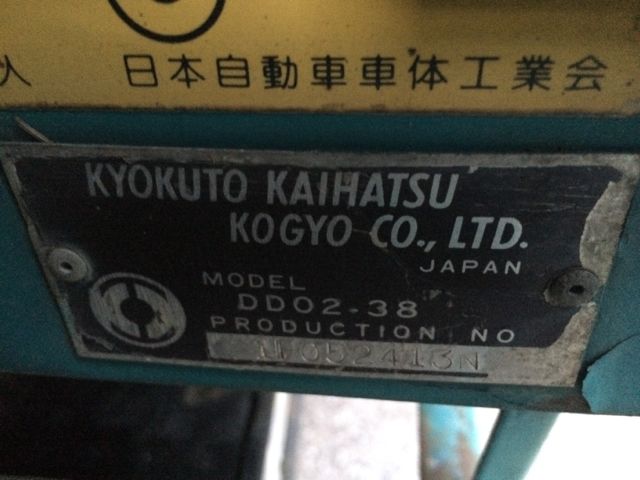 人 日本自動車車体工業会
KYOKUTO KAIHATSU
KOGYO CO., LTD.
JAPAN
MODEL
DD02-38
PRODUCTION NO